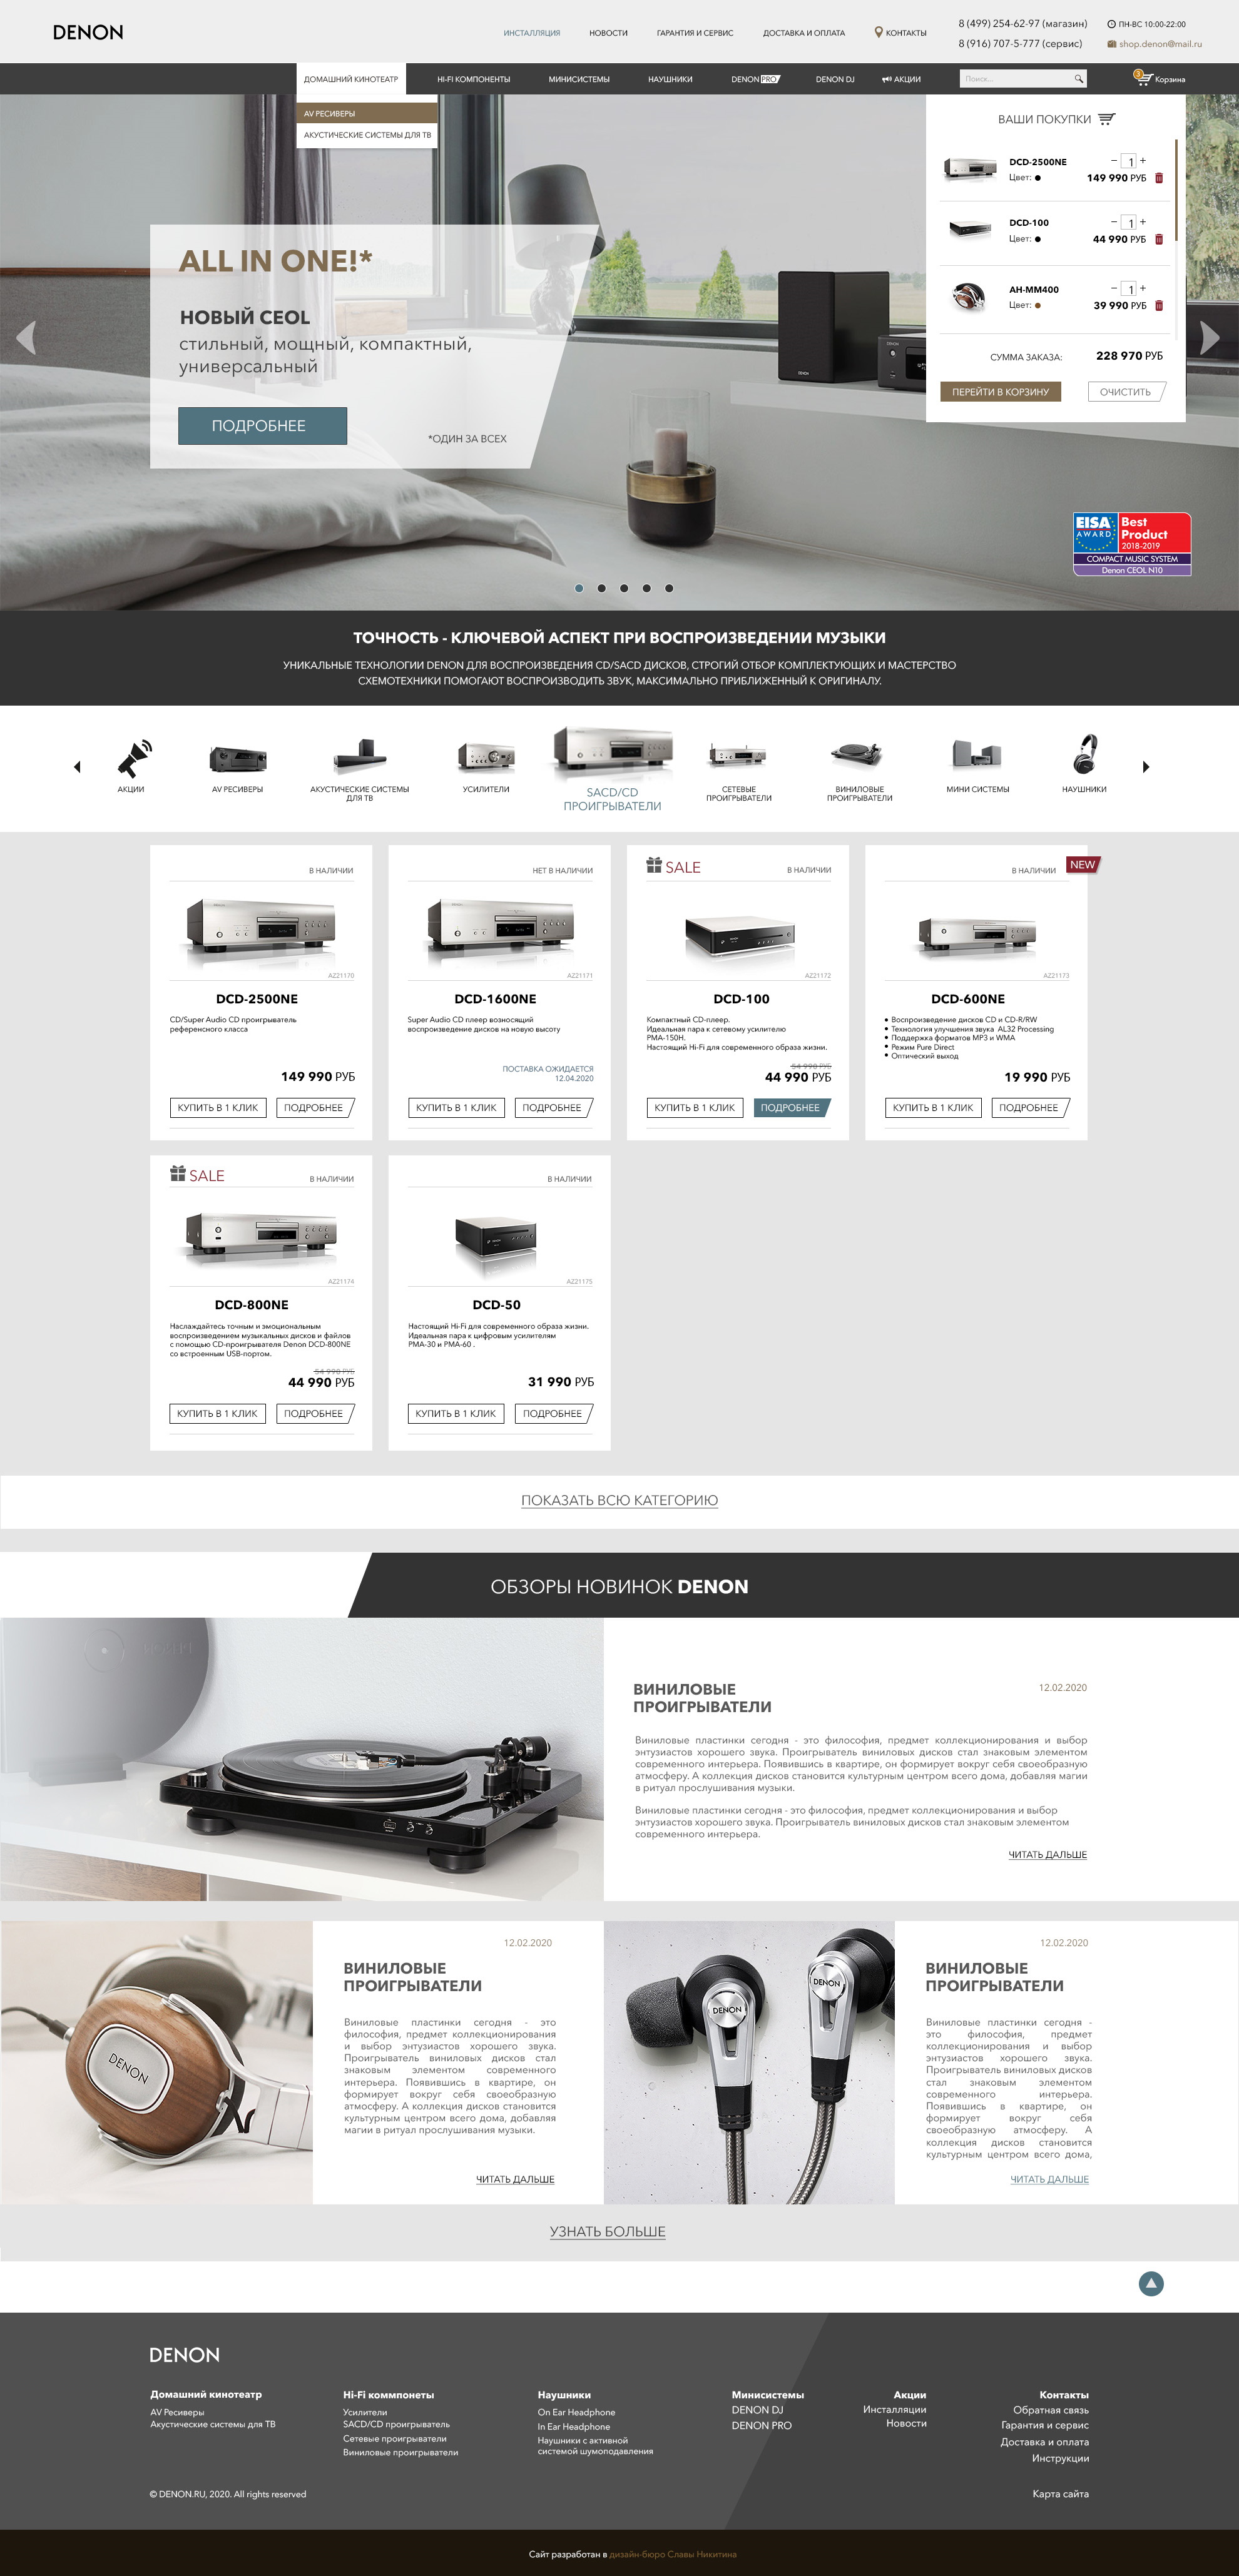 DENON
ИНСТАЛЛЯЦИЯ
НОВОСТИ
ГАРАНТИЯ И СЕРВИС
ДОСТАВКА И ОПЛАТА
КОНТАКТЫ
8 (499) 254-62-97 (магазин)
ПН-ВС 10:00-22:00
8 (916) 707-5-777 (сервис)
shop.denon@mail.ru
ДОМАШНИЙ КИНОТЕАТР
HI-FI КОМПОНЕНТЫ
МИНИСИСТЕМЫ
НАУШНИКИ
DENON PRO
DENON DJ
АКЦИИ
Поиск...
3
Корзина
AV РЕСИВЕРЫ
АКУСТИЧЕСКИЕ СИСТЕМЫ ДЛЯ ТВ
ВАШИ ПОКУПКИ
DCD-2500NE
− 1 +
Цвет:
149 990 РУБ
DCD-100
− 1 +
Цвет:
44 990 РУБ
AH-MM400
− 1 +
Цвет:
39 990 РУБ
СУММА ЗАКАЗА:
228 970 РУБ
ПЕРЕЙТИ В КОРЗИНУ
ОЧИСТИТЬ
ALL IN ONE!*
НОВЫЙ CEOL
стильный, мощный, компактный,
универсальный
ПОДРОБНЕЕ
*ОДИН ЗА ВСЕХ
DENON
DENON
EISA
AWARD
Best
Product
2018-2019
COMPACT MUSIC SYSTEM
Denon CEOL N10
ТОЧНОСТЬ - КЛЮЧЕВОЙ АСПЕКТ ПРИ ВОСПРОИЗВЕДЕНИИ МУЗЫКИ
УНИКАЛЬНЫЕ ТЕХНОЛОГИИ DENON ДЛЯ ВОСПРОИЗВЕДЕНИЯ CD/SACD ДИСКОВ, СТРОГИЙ ОТБОР КОМПЛЕКТУЮЩИХ И МАСТЕРСТВО
СХЕМОТЕХНИКИ ПОМОГАЮТ ВОСПРОИЗВОДИТЬ ЗВУК, МАКСИМАЛЬНО ПРИБЛИЖЕННЫЙ К ОРИГИНАЛУ.
АКЦИИ
AV РЕСИВЕРЫ
АКУСТИЧЕСКИЕ СИСТЕМЫ
ДЛЯ ТВ
УСИЛИТЕЛИ
SACD/CD
ПРОИГРЫВАТЕЛИ
СЕТЕВЫЕ
ПРОИГРЫВАТЕЛИ
ВИНИЛОВЫЕ
ПРОИГРЫВАТЕЛИ
МИНИ СИСТЕМЫ
НАУШНИКИ
В НАЛИЧИИ
AZ21170
DCD-2500NE
CD/Super Audio CD проигрыватель
референсного класса
149 990 РУБ
КУПИТЬ В 1 КЛИК
ПОДРОБНЕЕ
НЕТ В НАЛИЧИИ
AZ21171
DCD-1600NE
Super Audio CD плеер возносящий
воспроизведение дисков на новую высоту
ПОСТАВКА ОЖИДАЕТСЯ
12.04.2020
КУПИТЬ В 1 КЛИК
ПОДРОБНЕЕ
SALE
В НАЛИЧИИ
AZ21172
DCD-100
Компактный CD-плеер.
Идеальная пара к сетевому усилителю
PMA-150H.
Настоящий Hi-Fi для современного образа жизни.
54 990 РУБ
44 990 РУБ
КУПИТЬ В 1 КЛИК
ПОДРОБНЕЕ
В НАЛИЧИИ
NEW
AZ21173
DCD-600NE
• Воспроизведение дисков CD и CD-R/RW
• Технология улучшения звука AL32 Processing
• Поддержка форматов MP3 и WMA
• Режим Pure Direct
• Оптический выход
19 990 РУБ
КУПИТЬ В 1 КЛИК
ПОДРОБНЕЕ
SALE
В НАЛИЧИИ
AZ21174
DCD-800NE
Наслаждайтесь точным и эмоциональным
воспроизведением музыкальных дисков и файлов
с помощью CD-проигрывателя Denon DCD-800NE
со встроенным USB-портом.
54 990 РУБ
44 990 РУБ
КУПИТЬ В 1 КЛИК
ПОДРОБНЕЕ
В НАЛИЧИИ
AZ21175
DCD-50
Настоящий Hi-Fi для современного образа жизни.
Идеальная пара к цифровым усилителям
PMA-30 и PMA-60 .
31 990 РУБ
КУПИТЬ В 1 КЛИК
ПОДРОБНЕЕ
ПОКАЗАТЬ ВСЮ КАТЕГОРИЮ
ОБЗОРЫ НОВИНОК DENON
ВИНИЛОВЫЕ
ПРОИГРЫВАТЕЛИ
12.02.2020
Виниловые пластинки сегодня - это философия, предмет коллекционирования и выбор
энтузиастов хорошего звука. Проигрыватель виниловых дисков стал знаковым элементом
современного интерьера. Появившись в квартире, он формирует вокруг себя своеобразную
атмосферу. А коллекция дисков становится культурным центром всего дома, добавляя магии
в ритуал прослушивания музыки.
Виниловые пластинки сегодня - это философия, предмет коллекционирования и выбор
энтузиастов хорошего звука. Проигрыватель виниловых дисков стал знаковым элементом
современного интерьера.
ЧИТАТЬ ДАЛЬШЕ
DENON
12.02.2020
ВИНИЛОВЫЕ
ПРОИГРЫВАТЕЛИ
Виниловые пластинки сегодня - это
философия, предмет коллекционирования
и выбор энтузиастов хорошего звука.
Проигрыватель виниловых дисков стал
знаковым элементом современного
интерьера. Появившись в квартире, он
формирует вокруг себя своеобразную
атмосферу. А коллекция дисков становится
культурным центром всего дома, добавляя
магии в ритуал прослушивания музыки.
ЧИТАТЬ ДАЛЬШЕ
DENON
DENON
12.02.2020
ВИНИЛОВЫЕ
ПРОИГРЫВАТЕЛИ
Виниловые пластинки сегодня -
это философия, предмет
коллекционирования и выбор
энтузиастов хорошего звука.
Проигрыватель виниловых дисков
стал знаковым элементом
современного интерьера.
Появившись в квартире, он
формирует вокруг себя
своеобразную атмосферу. А
коллекция дисков становится
культурным центром всего дома,
ЧИТАТЬ ДАЛЬШЕ
УЗНАТЬ БОЛЬШЕ
DENON
Домашний кинотеатр
AV Ресиверы
Акустические системы для ТВ
Hi-Fi коммпонеты
Усилители
SACD/CD проигрыватель
Сетевые проигрыватели
Виниловые проигрыватели
Наушники
On Ear Headphone
In Ear Headphone
Наушники с активной
системой шумоподавления
Минисистемы
DENON DJ
DENON PRO
Акции
Инсталляции
Новости
Контакты
Обратная связь
Гарантия и сервис
Доставка и оплата
Инструкции
© DENON.RU, 2020. All rights reserved
Карта сайта
Сайт разработан в дизайн-бюро Славы Никитина